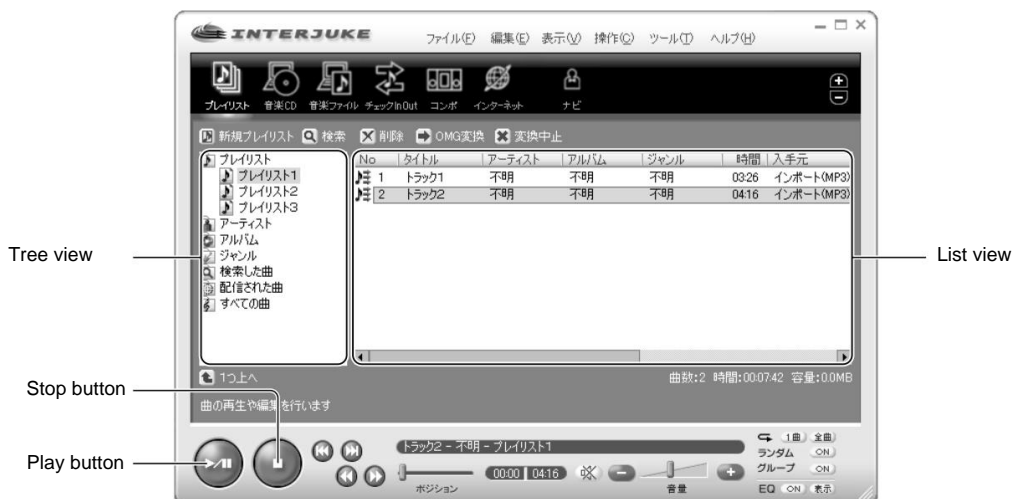 INTERJUKE
ファイル(F) 編集(E) 表示(V) 操作(C) ツール(T) ヘルプ(H)
プレイリスト 音楽CD 音楽ファイル チェックIn Out コンポ インターネット ナビ
新規プレイリスト 検索 削除 OMG変換 変換中止
プレイリスト
プレイリスト1
プレイリスト2
プレイリスト3
アーティスト
アルバム
ジャンル
検索した曲
配信された曲
すべての曲
No タイトル アーティスト アルバム ジャンル 時間 入手元
1 トラック1 不明 不明 不明 03:26 インポート(MP3)
2 トラック2 不明 不明 不明 04:16 インポート(MP3)
Tree view
List view
1つ上へ
曲数:2 時間:00:07:42 容量:0.0MB
Stop button
曲の再生や編集を行います
Play button
トラック2 - 不明 - プレイリスト1
00:00 04:16
ポジション
音量
1曲 全曲
ランダム ON
グループ ON
EQ ON 表示